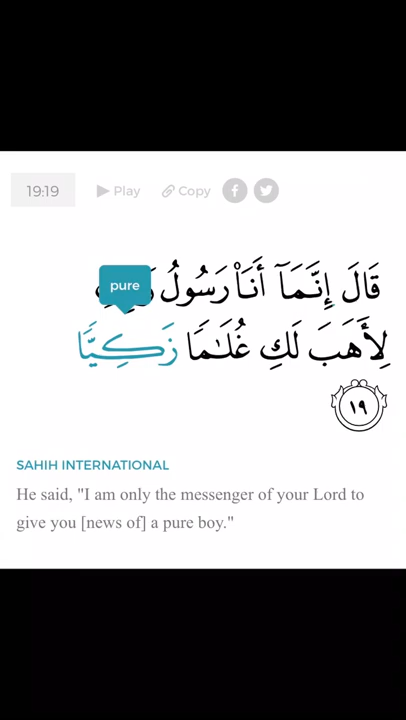 19:19 Play Copy
pure
قَالَ إِنَّمَآ أَنَا۠ رَسُولُ
لِأَهَبَ لَكِ غُلَـٰمًا زَكِيًّا
١٩
SAHIH INTERNATIONAL
He said, "I am only the messenger of your Lord to
give you [news of] a pure boy."